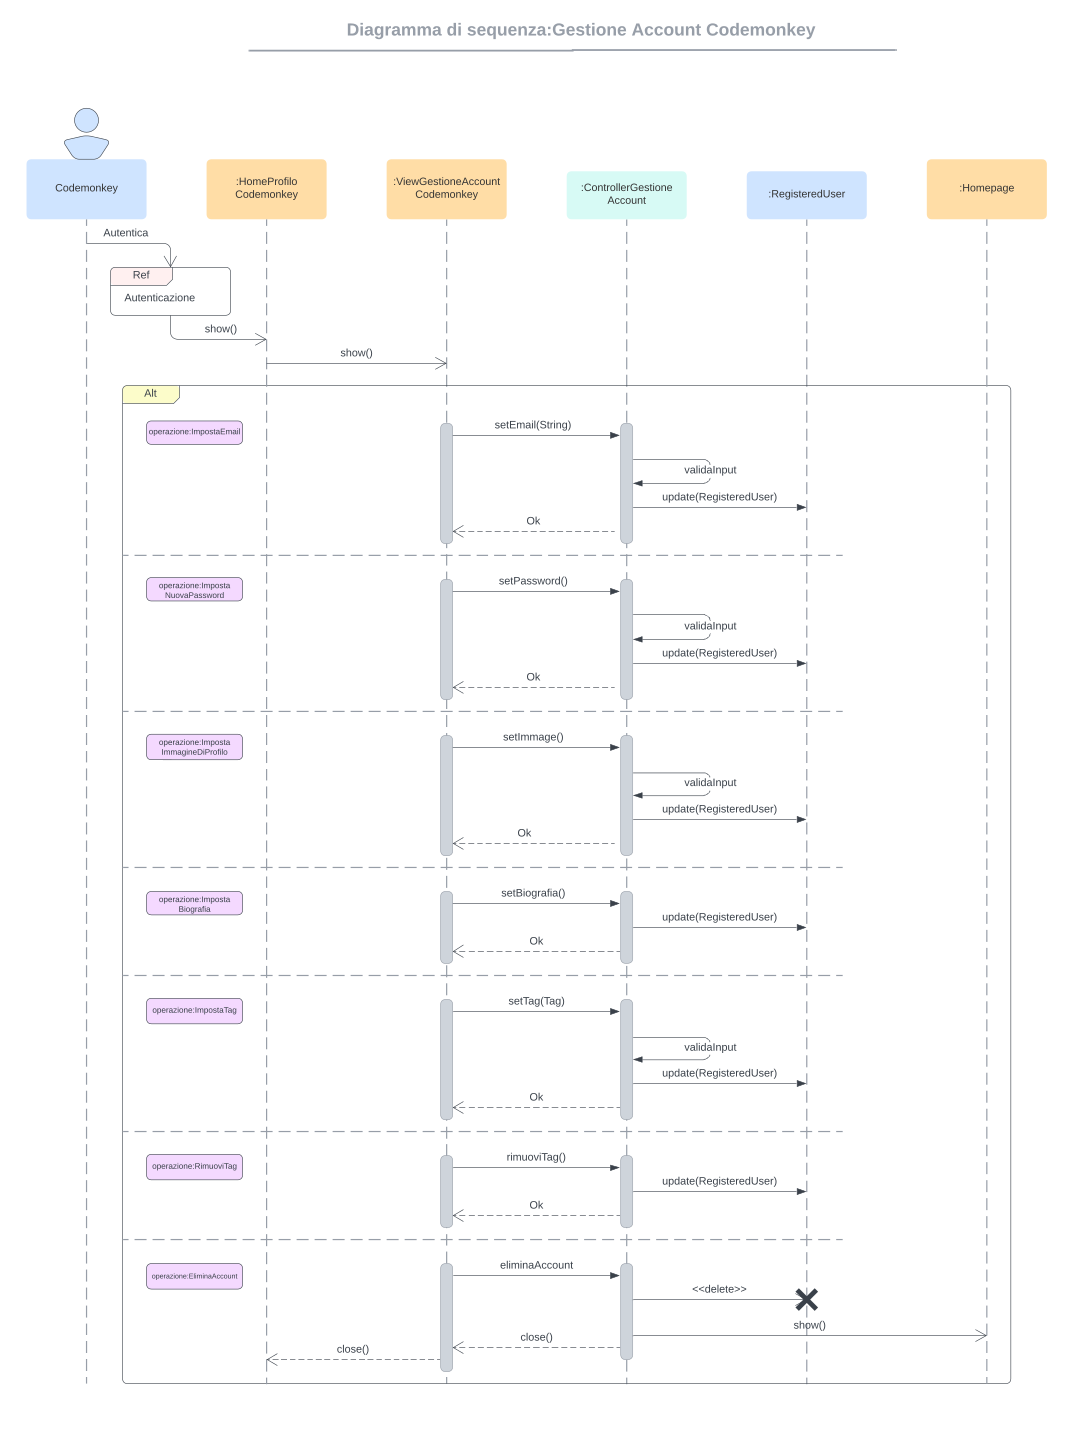 Diagramma di sequenza:Gestione Account Codemonkey
Codemonkey
:HomeProfilo
Codemonkey
:ViewGestioneAccount
Codemonkey
:ControllerGestione
Account
:RegisteredUser
:Homepage
Autentica
Ref
Autenticazione
show()
show()
Alt
operazione:ImpostaEmail
setEmail(String)
validaInput
update(RegisteredUser)
Ok
operazione:Imposta
NuovaPassword
setPassword()
validaInput
update(RegisteredUser)
Ok
operazione:Imposta
ImmagineDiProfilo
setImmage()
validaInput
update(RegisteredUser)
Ok
operazione:Imposta
Biografia
setBiografia()
update(RegisteredUser)
Ok
operazione:ImpostaTag
setTag(Tag)
validaInput
update(RegisteredUser)
Ok
operazione:RimuoviTag
rimuoviTag()
update(RegisteredUser)
Ok
operazione:EliminaAccount
eliminaAccount
<<delete>>
show()
close()
close()